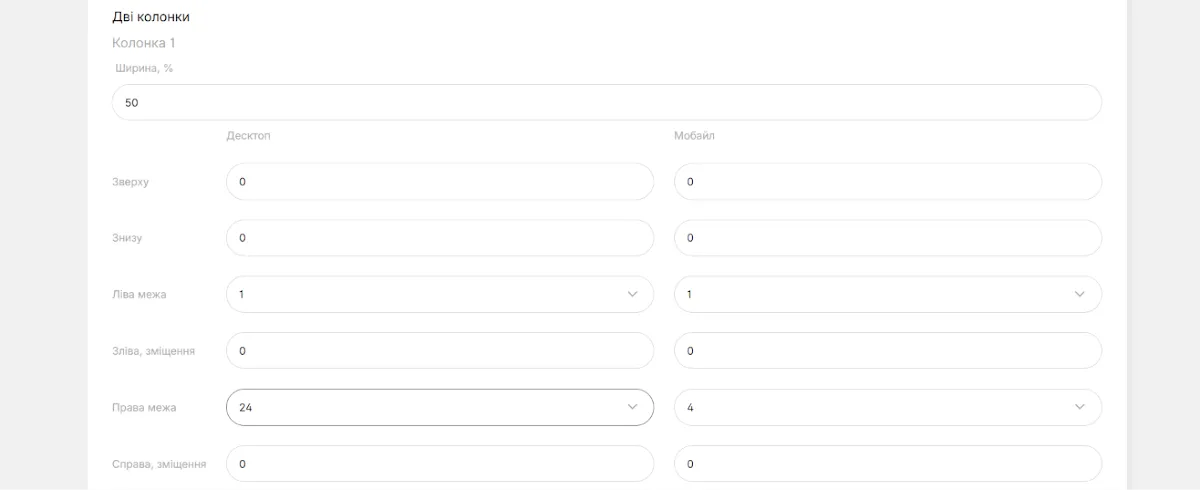 Дві колонки
Колонка 1
Ширина, %
50
Десктоп Мобайл
Зверху 0 0
Знизу 0 0
Ліва межа 1 1
Зліва, зміщення 0 0
Права межа 24 4
Справа, зміщення 0 0